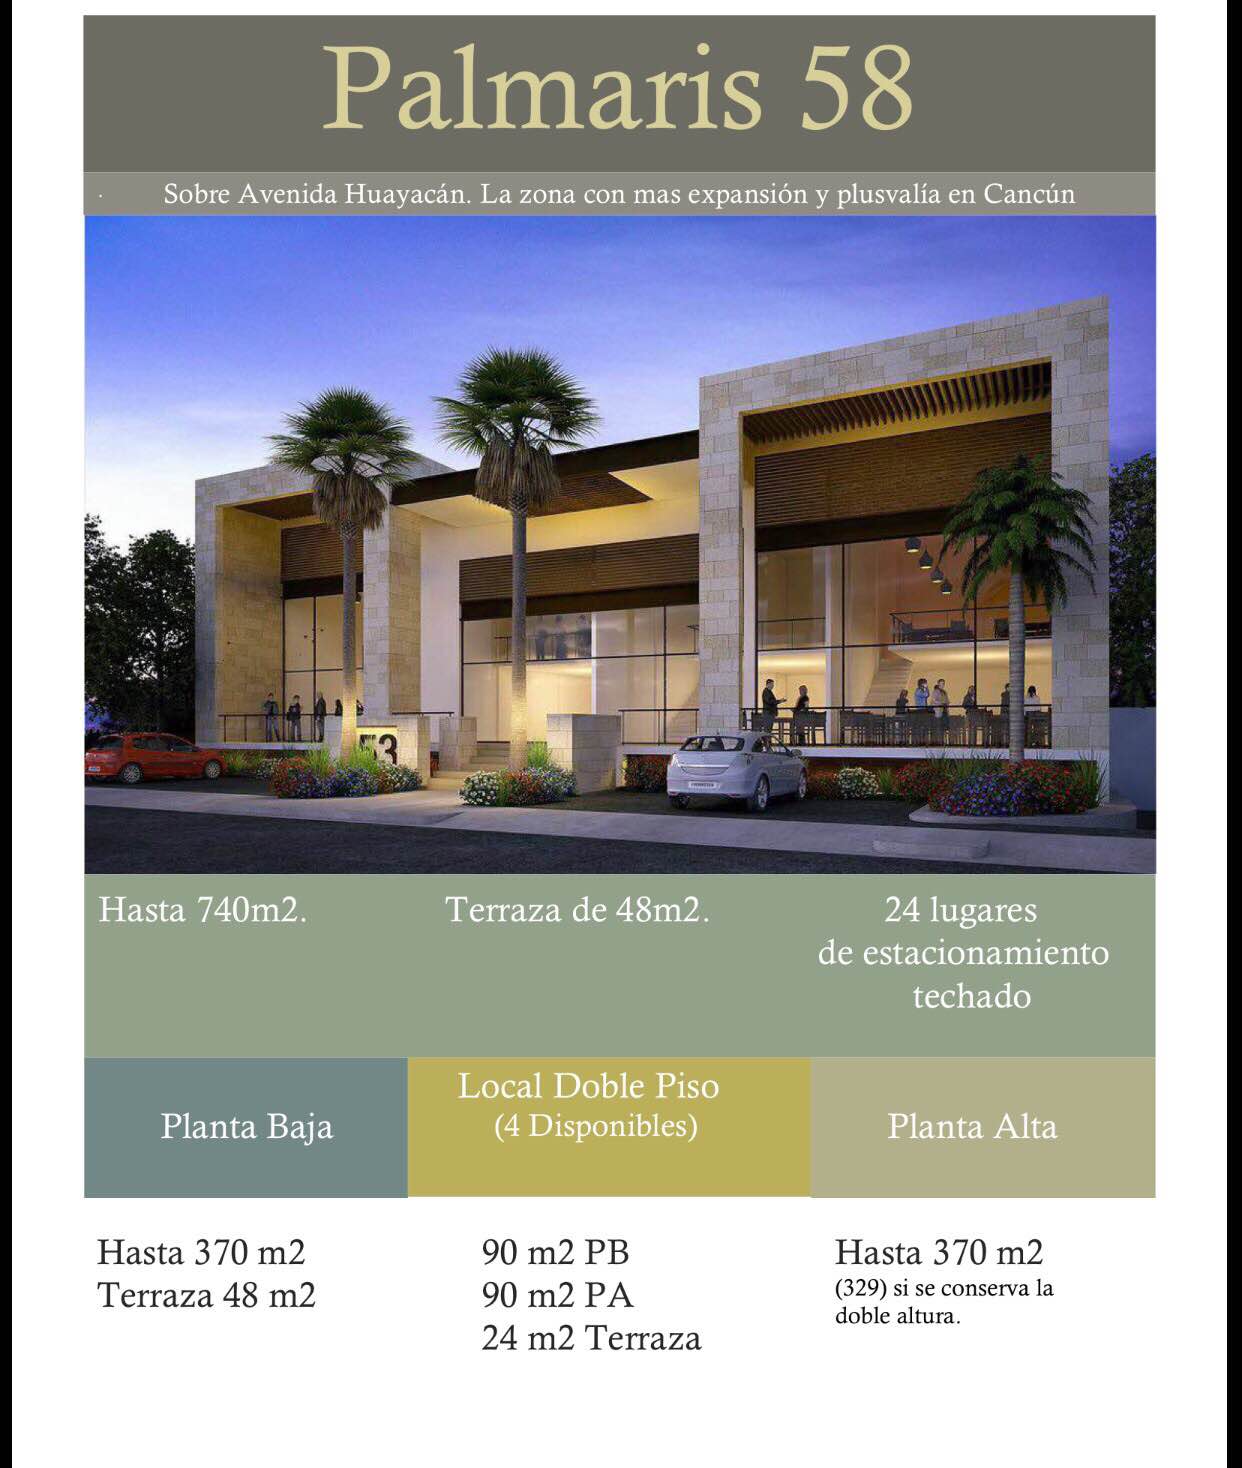 Palmaris 58
Sobre Avenida Huayacán. La zona con mas expansión y plusvalía en Cancún
53
Hasta 740m2.
Terraza de 48m2.
24 lugares
de estacionamiento
techado
Planta Baja
Local Doble Piso
(4 Disponibles)
Planta Alta
Hasta 370 m2
Terraza 48 m2
90 m2 PB
90 m2 PA
24 m2 Terraza
Hasta 370 m2
(329) si se conserva la
doble altura.